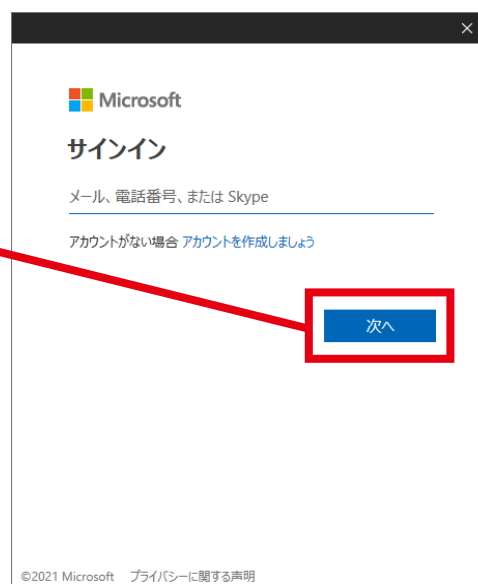 Microsoft
サインイン
メール、電話番号、または Skype
アカウントがない場合 アカウントを作成しましょう
次へ
©2021 Microsoft プライバシーに関する声明